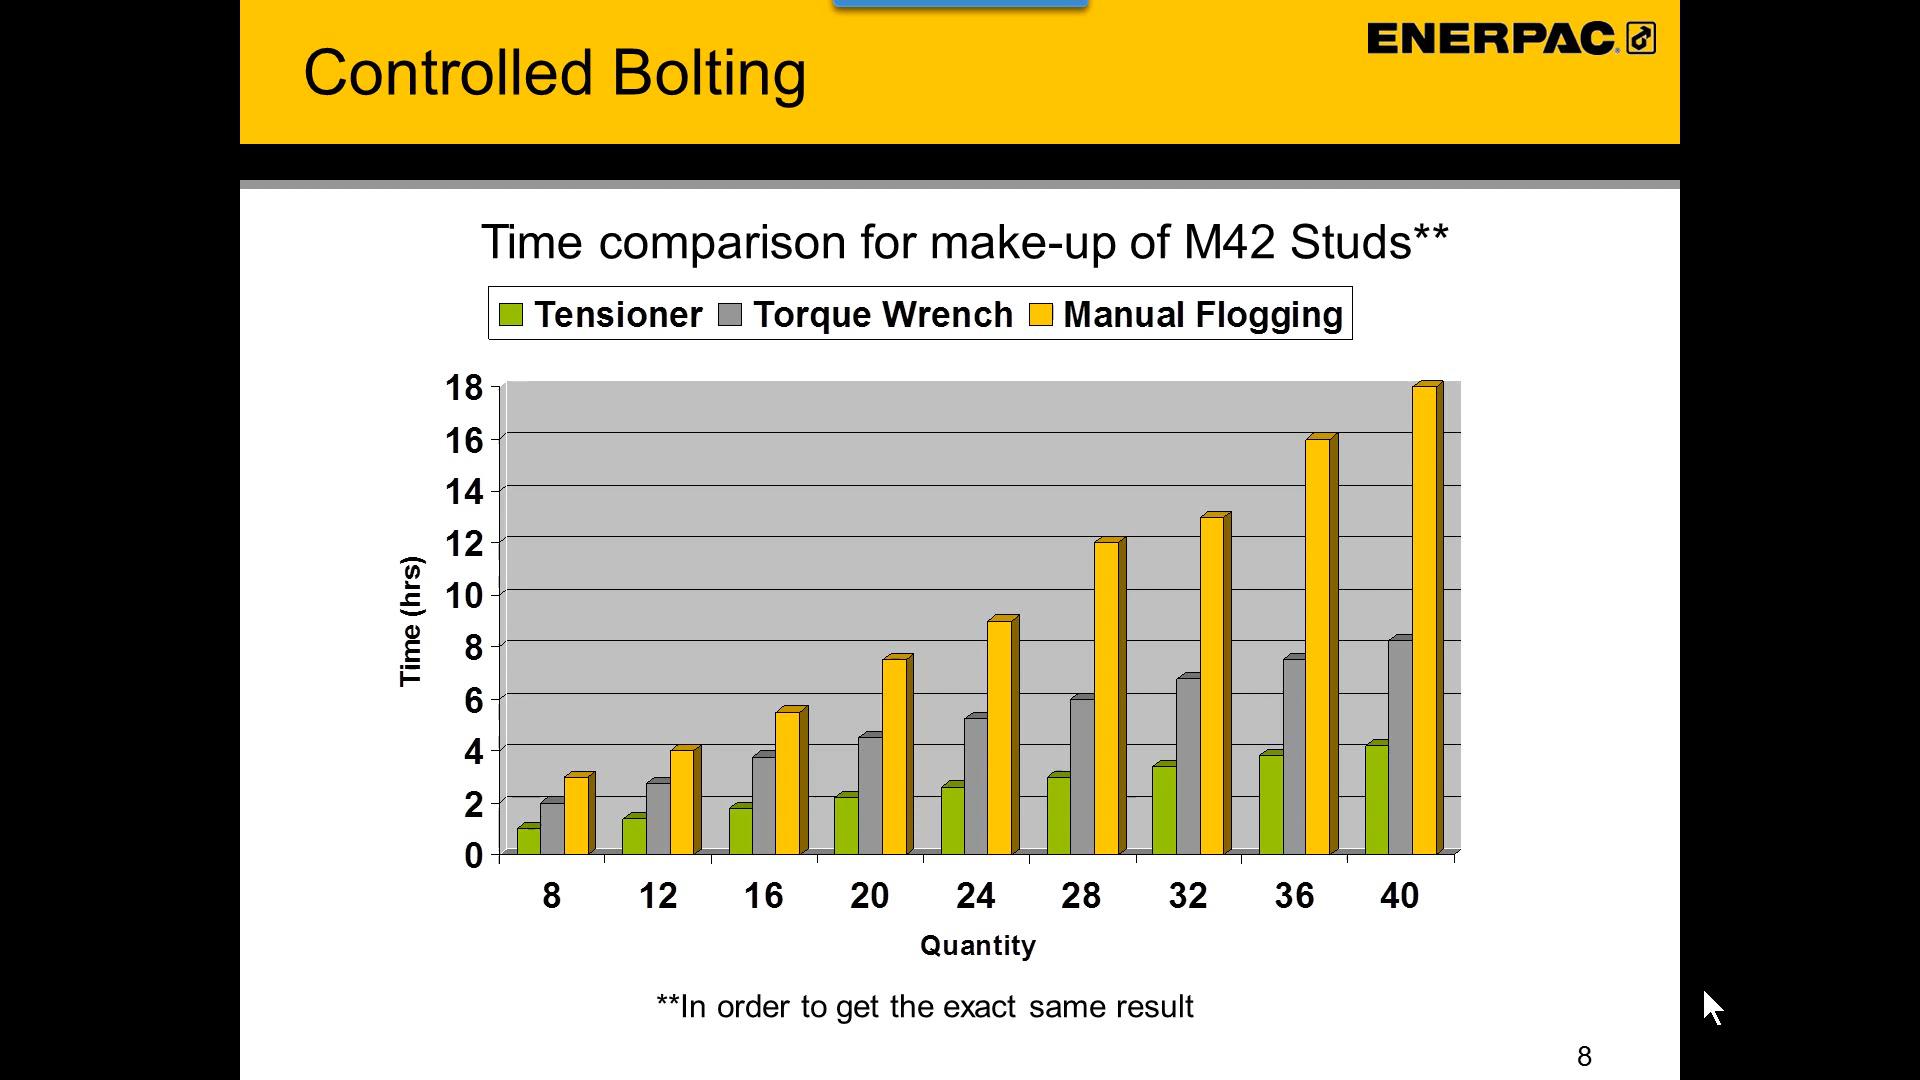 Controlled Bolting
ENERPAC
Time comparison for make-up of M42 Studs**
Tensioner Torque Wrench Manual Flogging
18
16
14
12
10
8
6
4
2
0
Time (hrs)
8 12 16 20 24 28 32 36 40
Quantity
**In order to get the exact same result
8